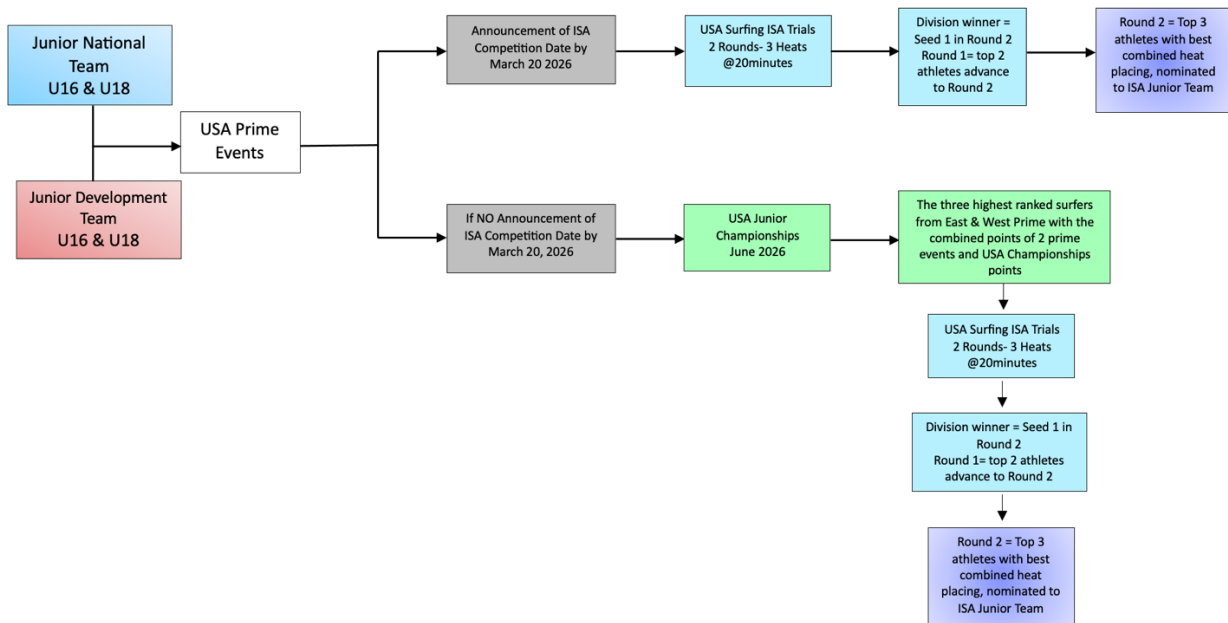 Junior National
Team
U16 & U18
USA Prime
Events
Junior Development
Team
U16 & U18
Announcement of ISA
Competition Date by
March 20 2026
USA Surfing ISA Trials
2 Rounds- 3 Heats
@20minutes
Division winner =
Seed 1 in Round 2
Round 1= top 2
athletes advance
to Round 2
Round 2 = Top 3
athletes with best
combined heat
placing, nominated
to ISA Junior Team
If NO Announcement of
ISA Competition Date by
March 20, 2026
USA Junior
Championships
June 2026
The three highest ranked surfers
from East & West Prime with the
combined points of 2 prime
events and USA Championships
points
USA Surfing ISA Trials
2 Rounds- 3 Heats
@20minutes
Division winner = Seed 1 in
Round 2
Round 1= top 2 athletes
advance to Round 2
Round 2 = Top 3
athletes with best
combined heat
placing, nominated to
ISA Junior Team